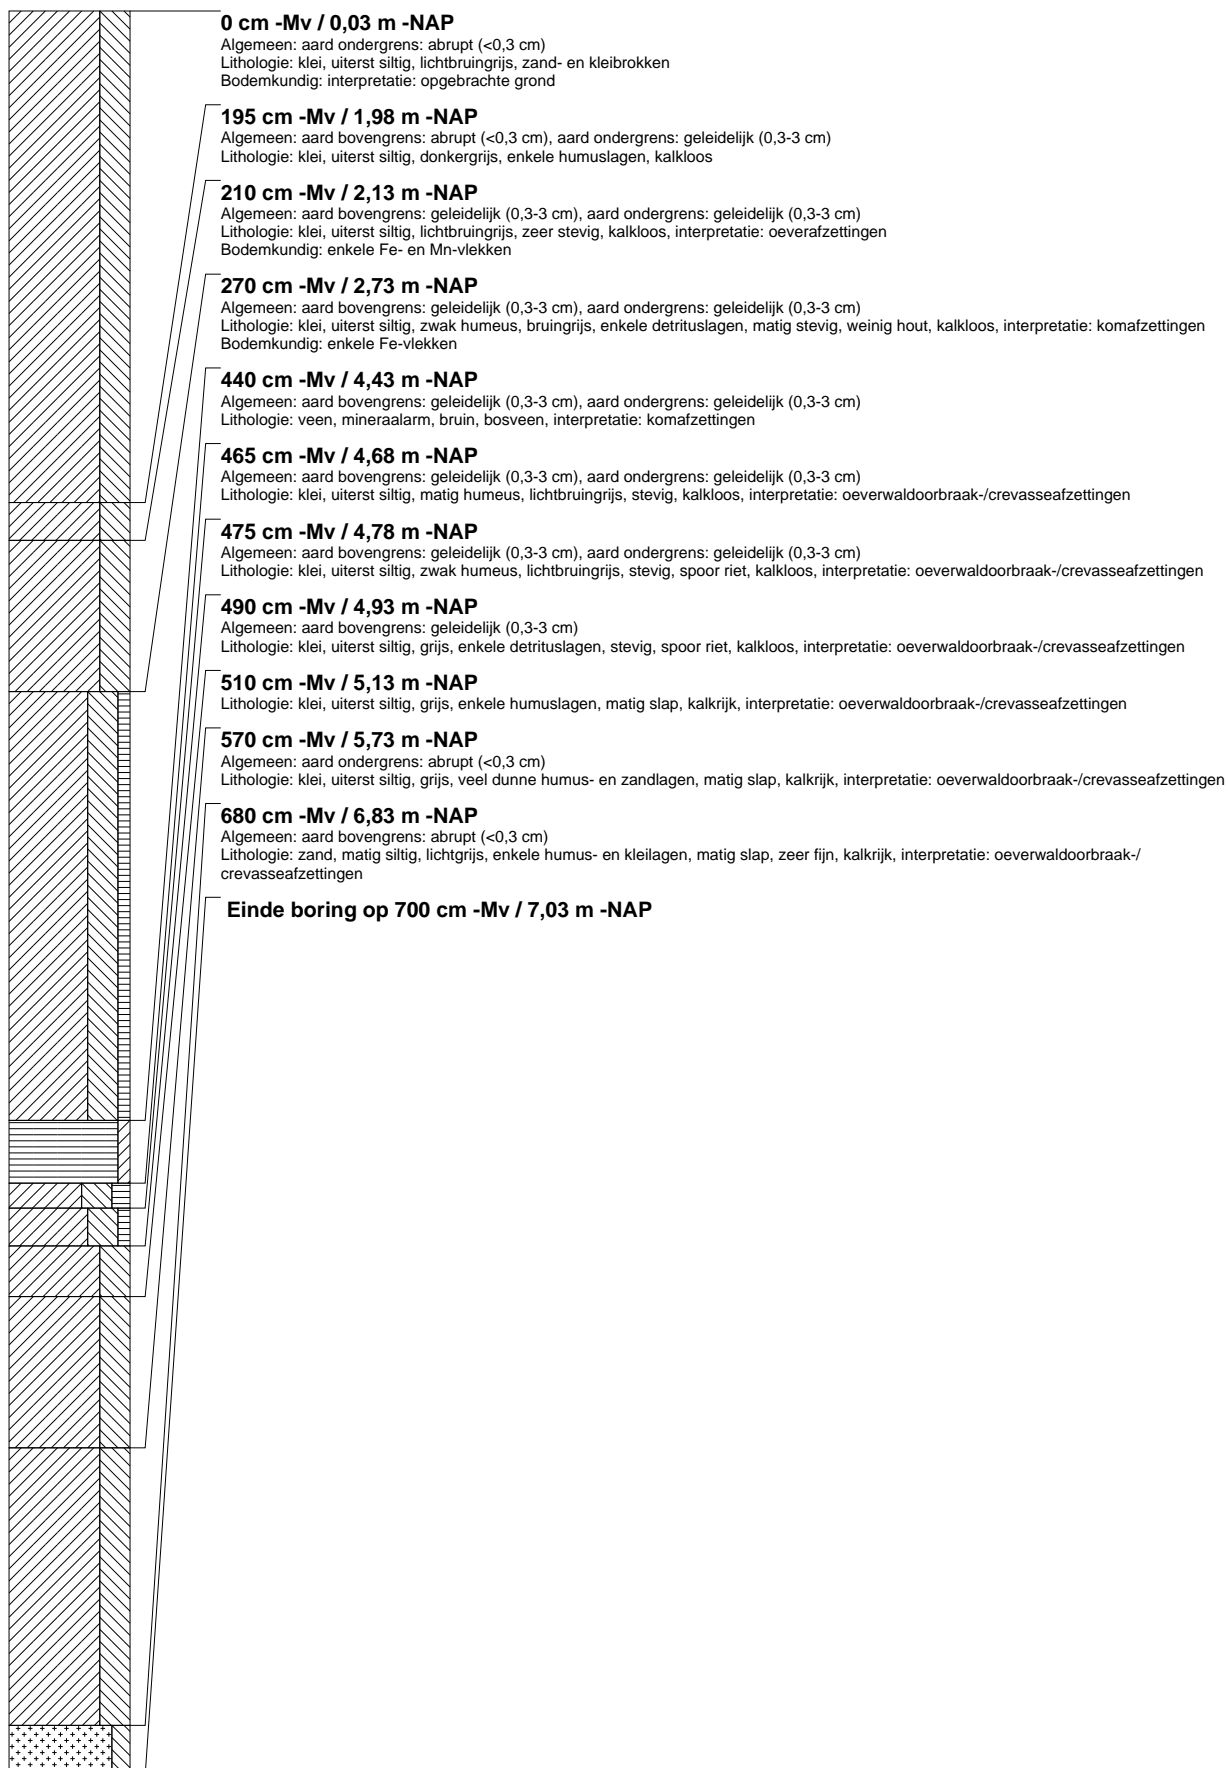 0 cm -Mv / 0,03 m -NAP
Algemeen: aard ondergrens: abrupt (<0,3 cm)
Lithologie: klei, uiterst siltig, lichtbruingrijs, zand- en kleibrokken
Bodemkundig: interpretatie: opgebrachte grond
195 cm -Mv / 1,98 m -NAP
Algemeen: aard bovengrens: abrupt (<0,3 cm), aard ondergrens: geleidelijk (0,3-3 cm)
Lithologie: klei, uiterst siltig, donkergrijs, enkele humuslagen, kalkloos
210 cm -Mv / 2,13 m -NAP
Algemeen: aard bovengrens: geleidelijk (0,3-3 cm), aard ondergrens: geleidelijk (0,3-3 cm)
Lithologie: klei, uiterst siltig, lichtbruingrijs, zeer stevig, kalkloos, interpretatie: oeverafzettingen
Bodemkundig: enkele Fe- en Mn-vlekken
270 cm -Mv / 2,73 m -NAP
Algemeen: aard bovengrens: geleidelijk (0,3-3 cm), aard ondergrens: geleidelijk (0,3-3 cm)
Lithologie: klei, uiterst siltig, zwak humeus, bruingrijs, enkele detrituslagen, matig stevig, weinig hout, kalkloos, interpretatie: komafzettingen
Bodemkundig: enkele Fe-vlekken
440 cm -Mv / 4,43 m -NAP
Algemeen: aard bovengrens: geleidelijk (0,3-3 cm), aard ondergrens: geleidelijk (0,3-3 cm)
Lithologie: veen, mineraalarm, bruin, bosveen, interpretatie: komafzettingen
465 cm -Mv / 4,68 m -NAP
Algemeen: aard bovengrens: geleidelijk (0,3-3 cm), aard ondergrens: geleidelijk (0,3-3 cm)
Lithologie: klei, uiterst siltig, matig humeus, lichtbruingrijs, stevig, kalkloos, interpretatie: oeverwaldoorbraak-/crevasseafzettingen
475 cm -Mv / 4,78 m -NAP
Algemeen: aard bovengrens: geleidelijk (0,3-3 cm), aard ondergrens: geleidelijk (0,3-3 cm)
Lithologie: klei, uiterst siltig, zwak humeus, lichtbruingrijs, stevig, spoor riet, kalkloos, interpretatie: oeverwaldoorbraak-/crevasseafzettingen
490 cm -Mv / 4,93 m -NAP
Algemeen: aard bovengrens: geleidelijk (0,3-3 cm)
Lithologie: klei, uiterst siltig, grijs, enkele detrituslagen, stevig, spoor riet, kalkloos, interpretatie: oeverwaldoorbraak-/crevasseafzettingen
510 cm -Mv / 5,13 m -NAP
Lithologie: klei, uiterst siltig, grijs, enkele humuslagen, matig slap, kalkrijk, interpretatie: oeverwaldoorbraak-/crevasseafzettingen
570 cm -Mv / 5,73 m -NAP
Algemeen: aard ondergrens: abrupt (<0,3 cm)
Lithologie: klei, uiterst siltig, grijs, veel dunne humus- en zandlagen, matig slap, kalkrijk, interpretatie: oeverwaldoorbraak-/crevasseafzettingen
680 cm -Mv / 6,83 m -NAP
Algemeen: aard bovengrens: abrupt (<0,3 cm)
Lithologie: zand, matig siltig, lichtgrijs, enkele humus- en kleilagen, matig slap, zeer fijn, kalkrijk, interpretatie: oeverwaldoorbraak-/
crevasseafzettingen
Einde boring op 700 cm -Mv / 7,03 m -NAP